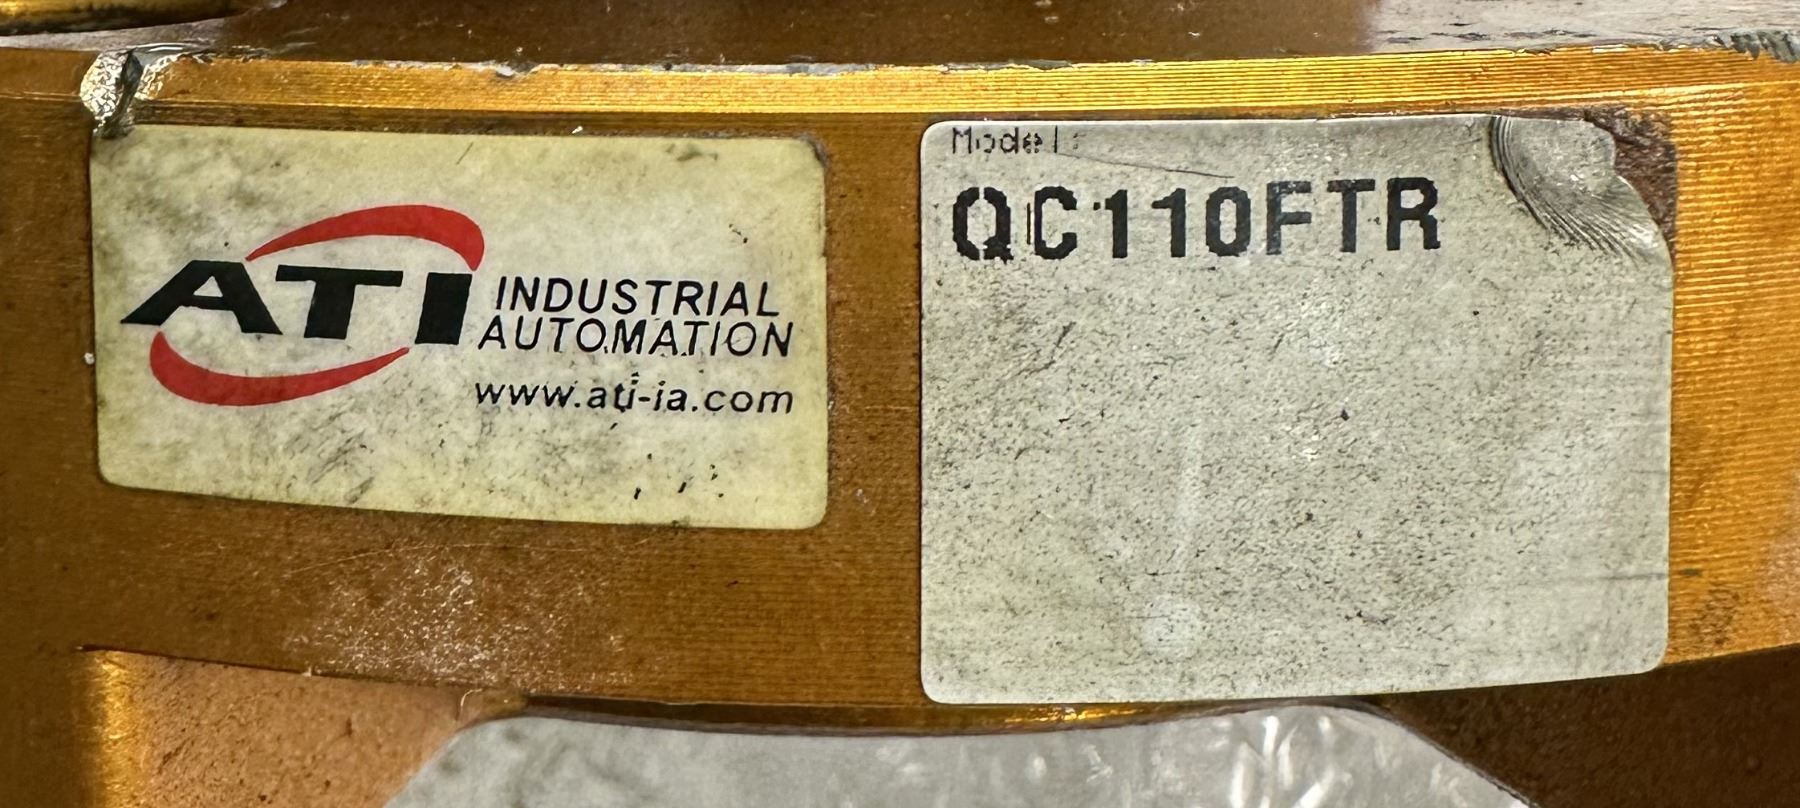 ATI INDUSTRIAL
AUTOMATION
www.ati-ia.com
Model:
QC110FTR